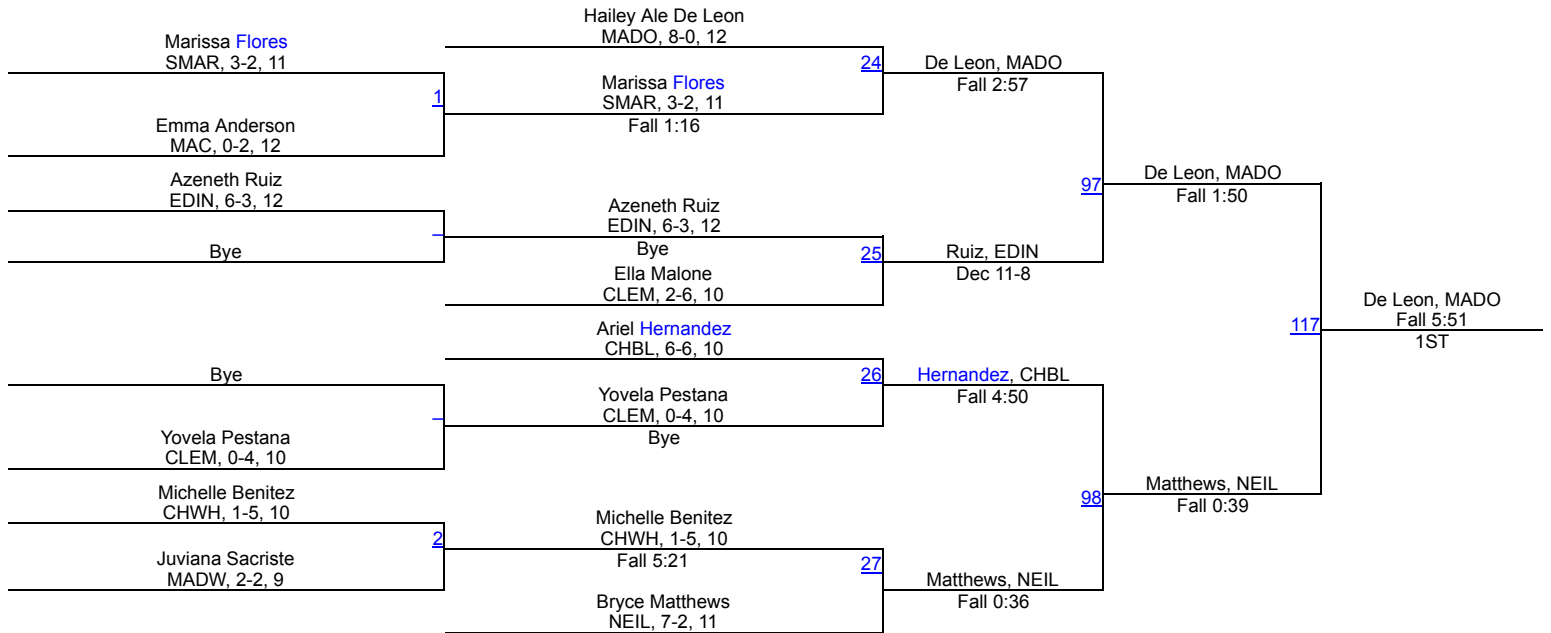 Marissa Flores
SMAR, 3-2, 11
1
Emma Anderson
MAC, 0-2, 12
Azeneth Ruiz
EDIN, 6-3, 12
Bye
Bye
Yovela Pestana
CLEM, 0-4, 10
Michelle Benitez
CHWH, 1-5, 10
2
Juviana Sacriste
MADW, 2-2, 9
Hailey Ale De Leon
MADO, 8-0, 12
24
Marissa Flores
SMAR, 3-2, 11
Fall 1:16
Azeneth Ruiz
EDIN, 6-3, 12
Bye
25
Ella Malone
CLEM, 2-6, 10
Ariel Hernandez
CHBL, 6-6, 10
26
Yovela Pestana
CLEM, 0-4, 10
Bye
Michelle Benitez
CHWH, 1-5, 10
Fall 5:21
27
Bryce Matthews
NEIL, 7-2, 11
De Leon, MADO
Fall 2:57
97
Ruiz, EDIN
Dec 11-8
Hernandez, CHBL
Fall 4:50
98
Matthews, NEIL
Fall 0:36
De Leon, MADO
Fall 1:50
117
Matthews, NEIL
Fall 0:39
De Leon, MADO
Fall 5:51
1ST